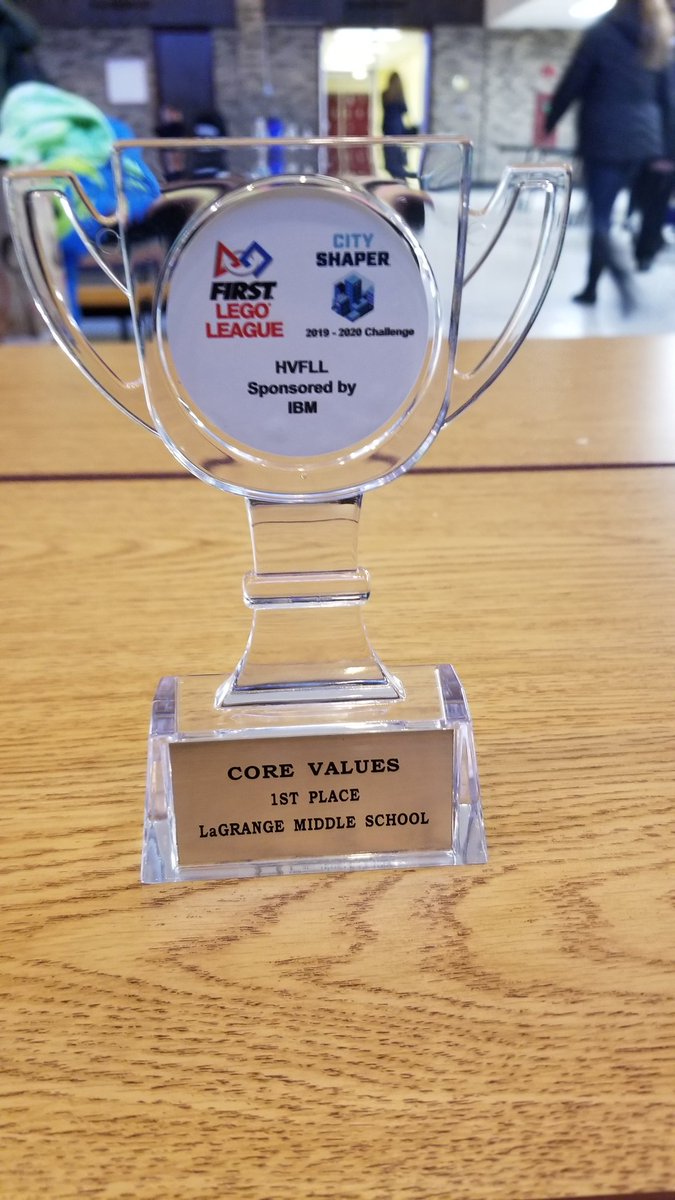 FIRST
LEGO
LEAGUE
CITY
SHAPER
2019 - 2020 Challenge
HVFLL
Sponsored by
IBM
CORE VALUES
1ST PLACE
LaGRANGE MIDDLE SCHOOL